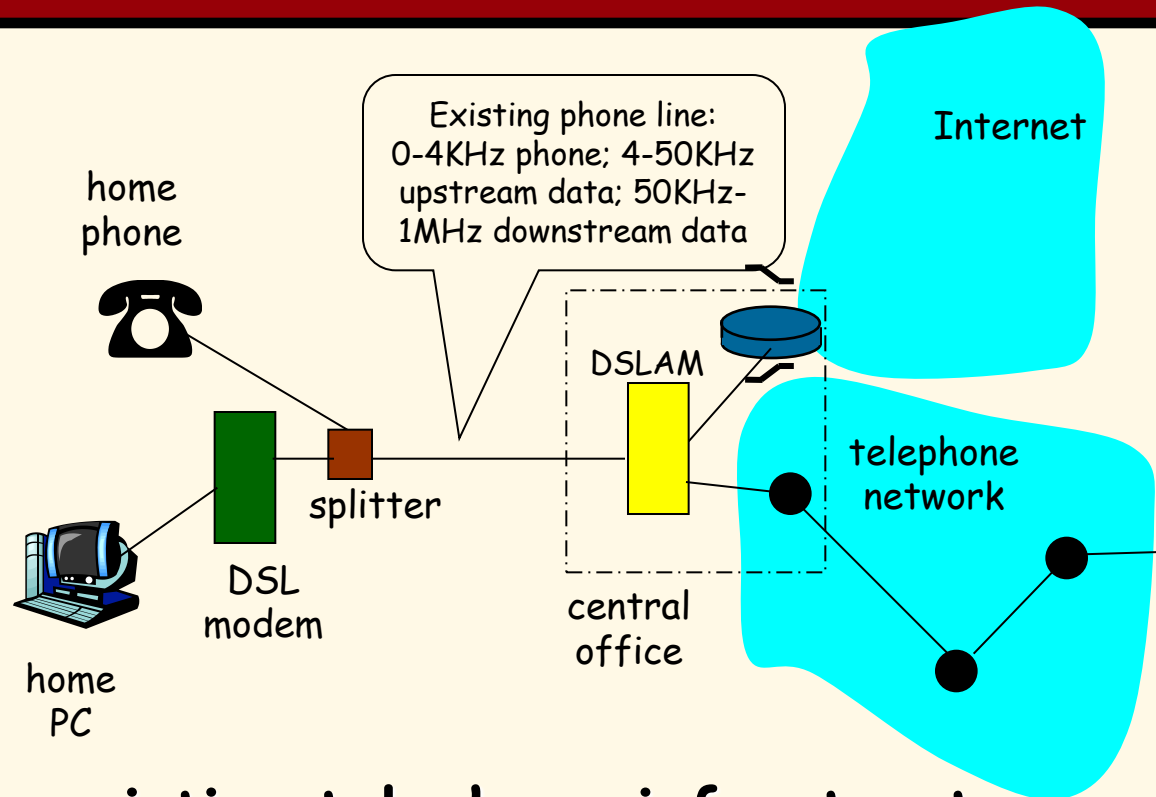 Existing phone line:
0-4KHz phone; 4-50KHz
upstream data; 50KHz-
1MHz downstream data
Internet
home
phone
DSLAM
telephone
network
splitter
DSL
modem
central
office
home
PC